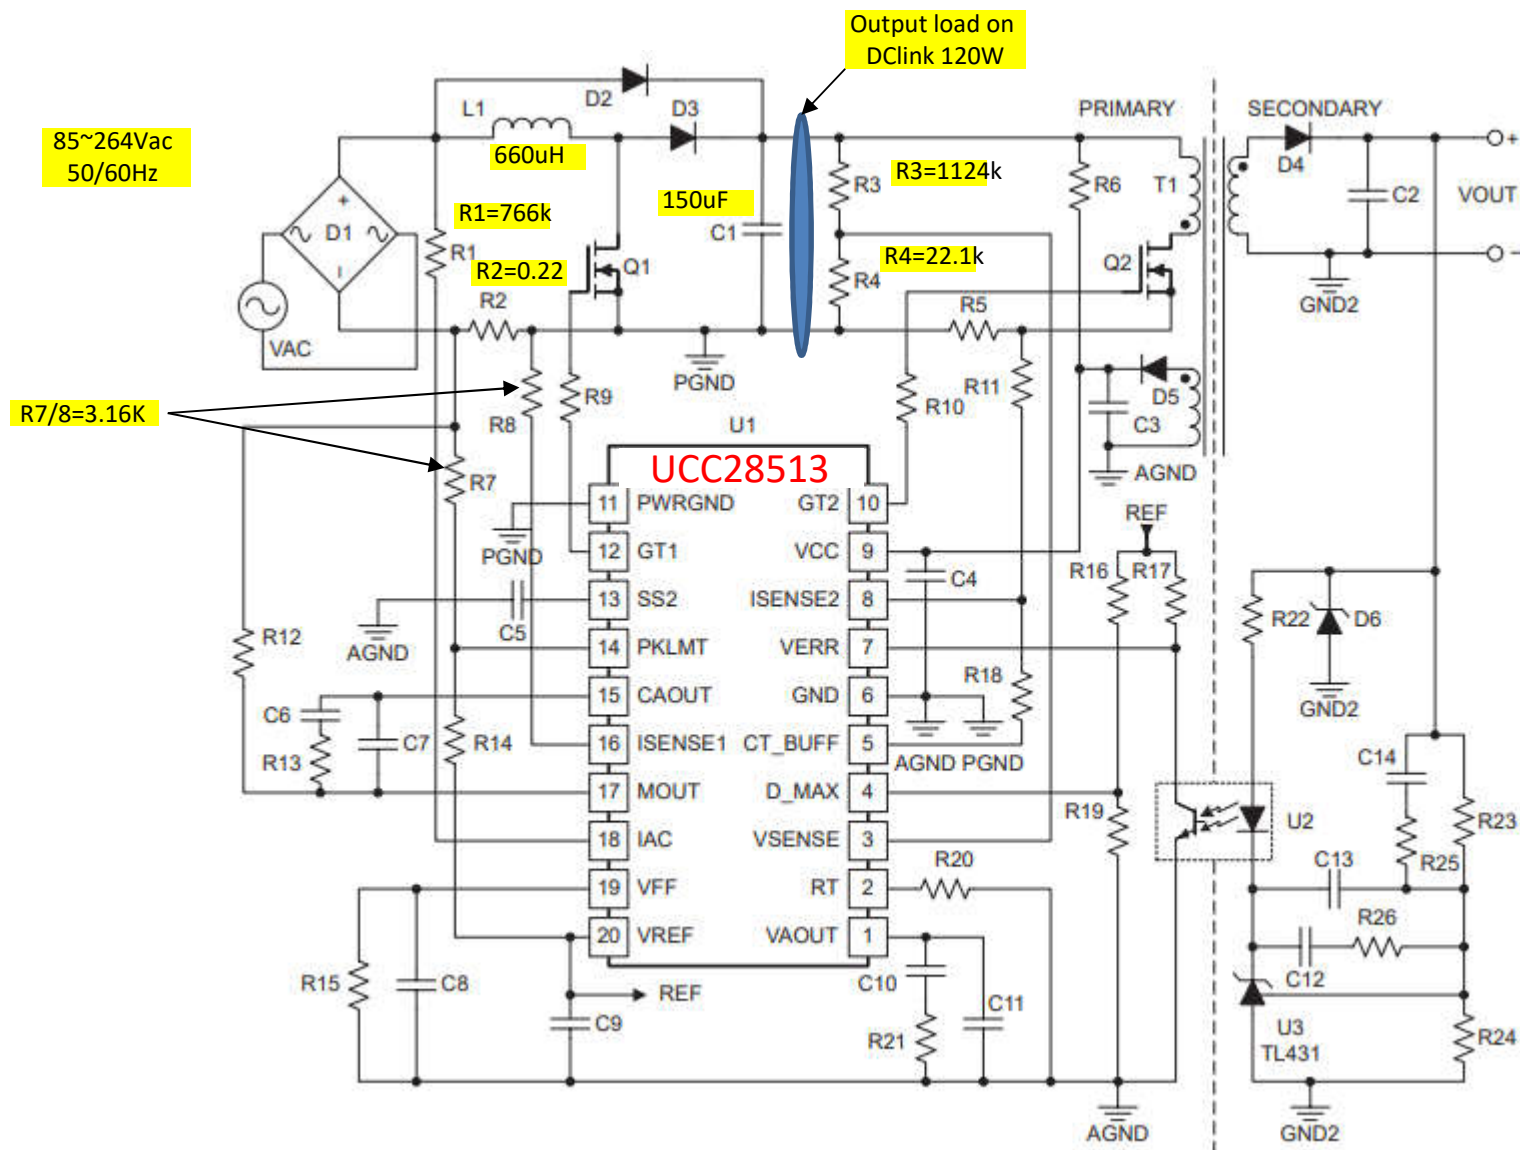 Output load on
DClink 120W
D2
L1
D3
PRIMARY
SECONDARY
85~264Vac
50/60Hz
660uH
R3
R3=1124k
R6
T1
D4
C2
VOUT
+
−
R1=766k
150uF
C1
D1
+
−
R1
R2=0.22
Q1
R4=22.1k
R4
Q2
R2
R5
GND2
VAC
PGND
R11
D5
R7/8=3.16K
R9
R10
C3
R8
U1
AGND
R7
UCC28513
11 PWRGND
GT2 10
REF
PGND
12 GT1
VCC 9
C4
R16
R17
13 SS2
ISENSE2 8
C5
R12
R22
D6
AGND
14 PKLMT
VERR 7
15 CAOUT
GND 6
R18
C6
GND2
R13
C7
R14
16 ISENSE1
CT_BUFF 5
AGND PGND
C14
17 MOUT
D_MAX 4
R19
U2
R23
18 IAC
VSENSE 3
R20
C13
R25
19 VFF
RT 2
R26
20 VREF
VAOUT 1
R15
C8
REF
C10
C12
C9
C11
R21
U3
TL431
R24
AGND
GND2